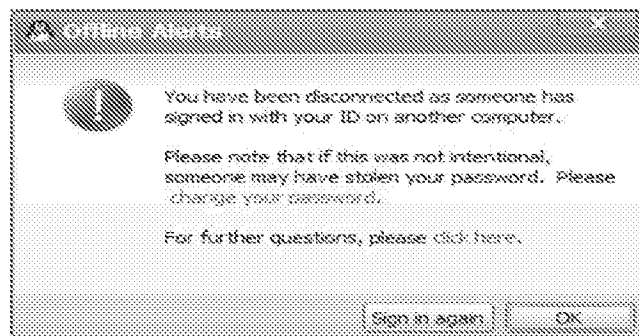 Offline Alerts
You have been disconnected as someone has
signed in with your ID on another computer.
Please note that if this was not intentional,
someone may have stolen your password. Please
change your password.
For further questions, please click here.
Sign in again OK